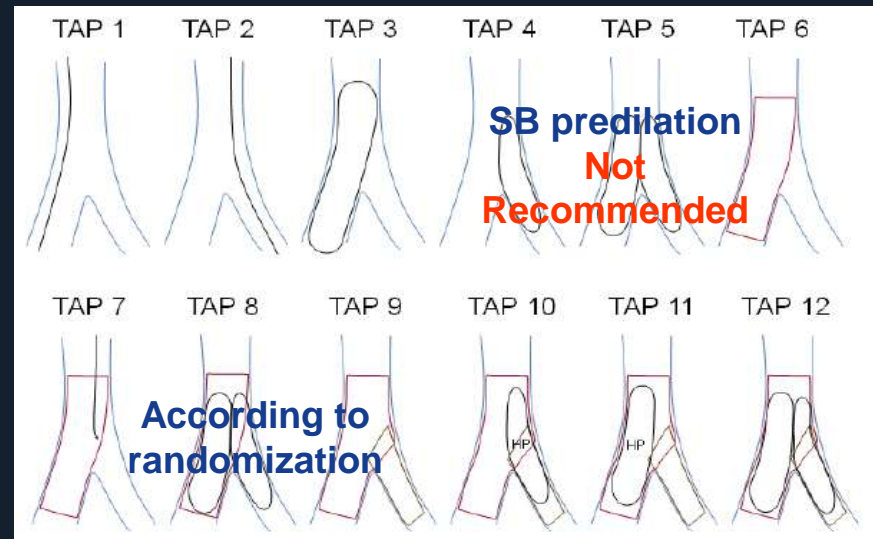 TAP 1 TAP 2 TAP 3 TAP 4 TAP 5 TAP 6
SB predilation
Not
Recommended
TAP 7 TAP 8 TAP 9 TAP 10 TAP 11 TAP 12
According to
randomization
HP HP